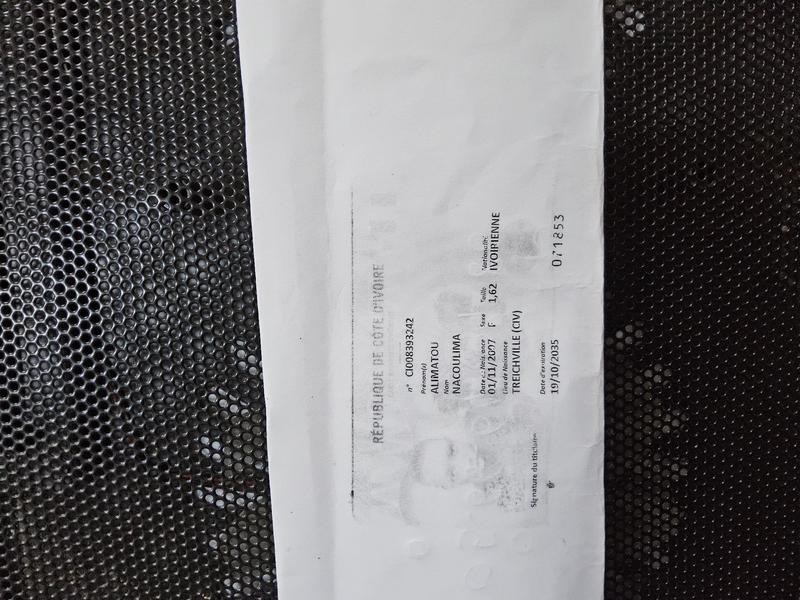 RÉPUBLIQUE DE CÔTE D'IVOIRE
n° CI008393242
Prénom(s)
ALIMATOU
Nom
NACOULIMA
Date de Naissance Sexe Taille Nationalité
01/11/2007 F 1,62 IVOIRIENNE
Lieu de Naissance
TREICHVILLE (CIV)
Signature du titulaire
Date d'expiration
19/10/2035
071853